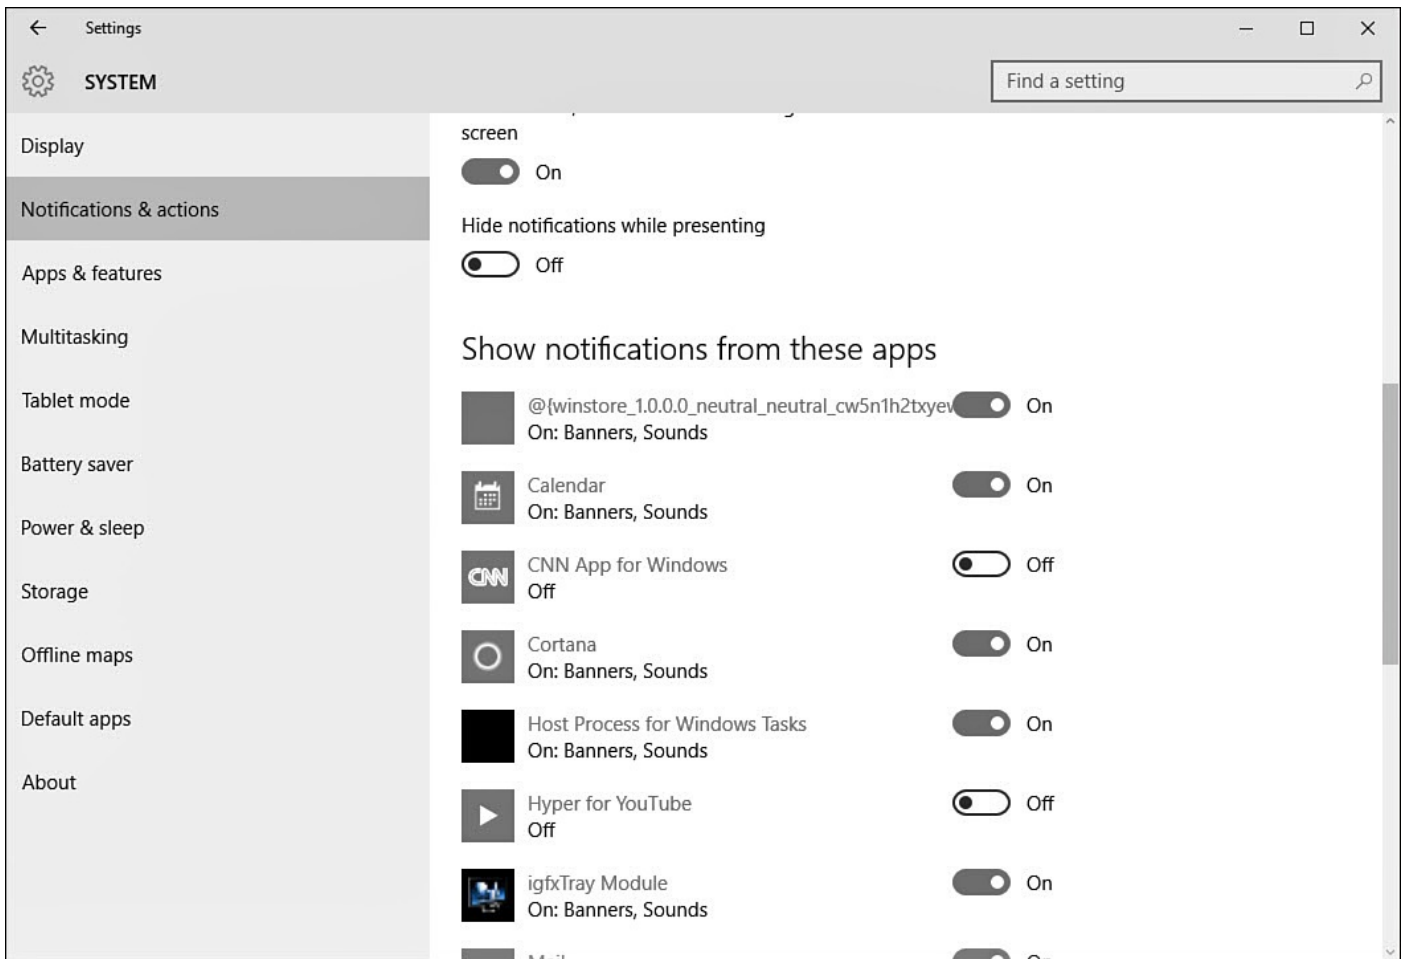 Settings
SYSTEM
Find a setting
Display
Notifications & actions
Apps & features
Multitasking
Tablet mode
Battery saver
Power & sleep
Storage
Offline maps
Default apps
About
screen
On
Hide notifications while presenting
Off
Show notifications from these apps
@{winstore_1.0.0.0_neutral_neutral_cw5n1h2txyew On
On: Banners, Sounds
Calendar On
On: Banners, Sounds
CNN
CNN App for Windows Off
Off
Cortana On
On: Banners, Sounds
Host Process for Windows Tasks On
On: Banners, Sounds
Hyper for YouTube Off
Off
igfxTray Module On
On: Banners, Sounds